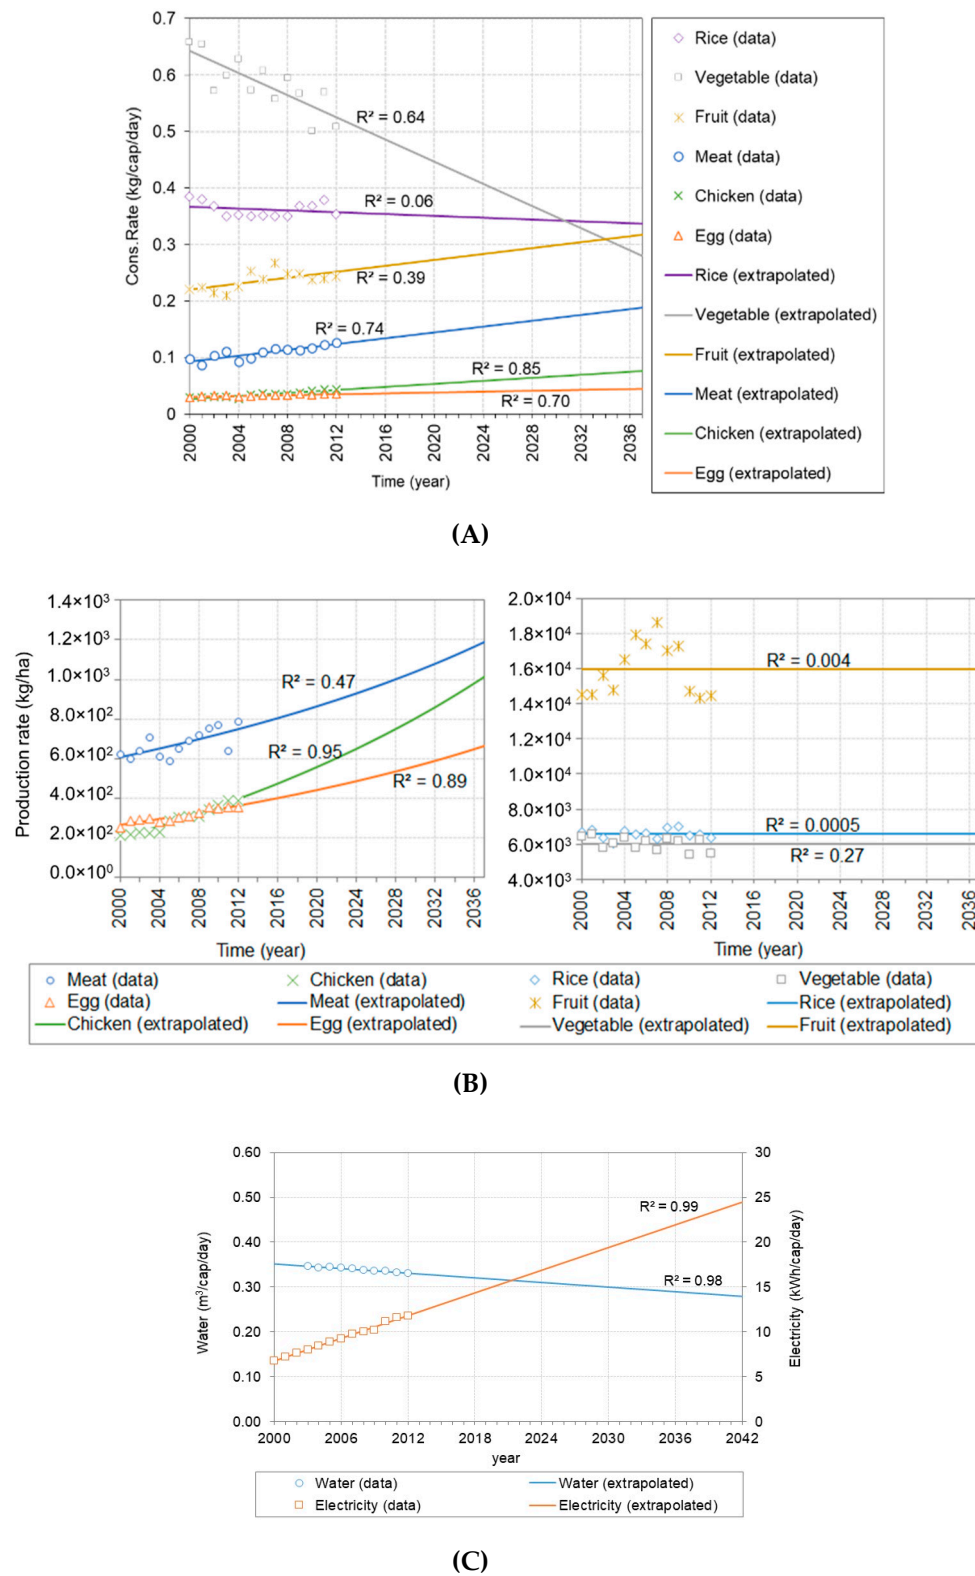 0.7
0.6
0.5
0.4
0.3
0.2
0.1
0
Cons.Rate (kg/cap/day)
R² = 0.64
R² = 0.06
R² = 0.39
R² = 0.74
R² = 0.85
R² = 0.70
2000 2004 2008 2012 2016 2020 2024 2028 2032 2036
Time (year)
Rice (data)
Vegetable (data)
Fruit (data)
Meat (data)
Chicken (data)
Egg (data)
Rice (extrapolated)
Vegetable (extrapolated)
Fruit (extrapolated)
Meat (extrapolated)
Chicken (extrapolated)
Egg (extrapolated)
(A)
1.4×10³
1.2×10³
1.0×10³
8.0×10²
6.0×10²
4.0×10²
2.0×10²
0.0×10⁰
Production rate (kg/ha)
R² = 0.47
R² = 0.95
R² = 0.89
2000 2004 2008 2012 2016 2020 2024 2028 2032 2036
Time (year)
2.0×10⁴
1.8×10⁴
1.6×10⁴
1.4×10⁴
1.2×10⁴
1.0×10⁴
8.0×10³
6.0×10³
4.0×10³
R² = 0.004
R² = 0.0005
R² = 0.27
2000 2004 2008 2012 2016 2020 2024 2028 2032 2036
Time (year)
Meat (data) Chicken (data) Rice (data) Vegetable (data)
Egg (data) Meat (extrapolated) Fruit (data) Rice (extrapolated)
Chicken (extrapolated) Egg (extrapolated) Vegetable (extrapolated) Fruit (extrapolated)
(B)
0.60
0.50
0.40
0.30
0.20
0.10
0.00
Water (m³/cap/day)
R² = 0.99
R² = 0.98
30
25
20
15
10
5
0
Electricity (kWh/cap/day)
2000 2006 2012 2018 2024 2030 2036 2042
year
Water (data) Water (extrapolated)
Electricity (data) Electricity (extrapolated)
(C)